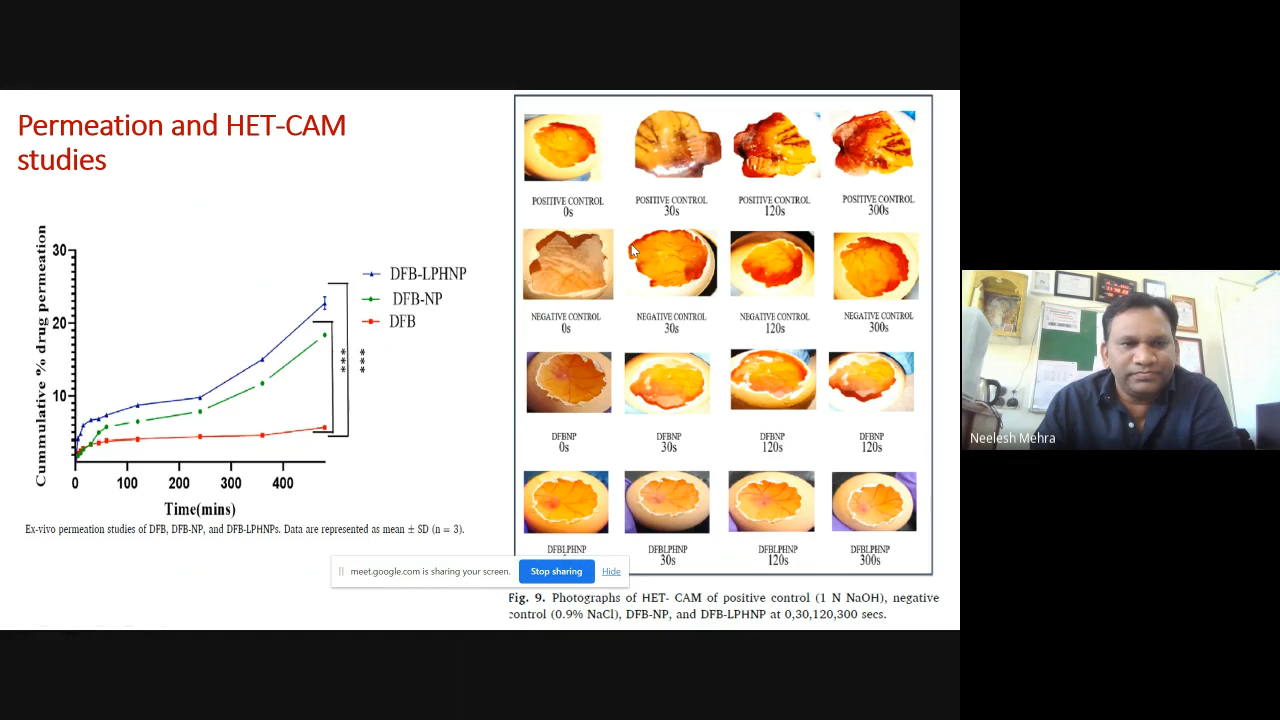 Permeation and HET-CAM
studies
Cummulative % drug permeation
30
20
10
0 100 200 300 400
Time(mins)
DFB-LPHNP
DFB-NP
DFB
***
***
Ex-vivo permeation studies of DFB, DFB-NP, and DFB-LPHNPs. Data are represented as mean ± SD (n = 3).
POSITIVE CONTROL
0s
POSITIVE CONTROL
30s
POSITIVE CONTROL
120s
POSITIVE CONTROL
300s
NEGATIVE CONTROL
0s
NEGATIVE CONTROL
30s
NEGATIVE CONTROL
120s
NEGATIVE CONTROL
300s
DFBNP
0s
DFBNP
30s
DFBNP
120s
DFBNP
120s
DFBLPHNP
DFBLPHNP
30s
DFBLPHNP
120s
DFBLPHNP
300s
meet.google.com is sharing your screen. Stop sharing Hide
Fig. 9. Photographs of HET- CAM of positive control (1 N NaOH), negative
control (0.9% NaCl), DFB-NP, and DFB-LPHNP at 0,30,120,300 secs.
Neelesh Mehra